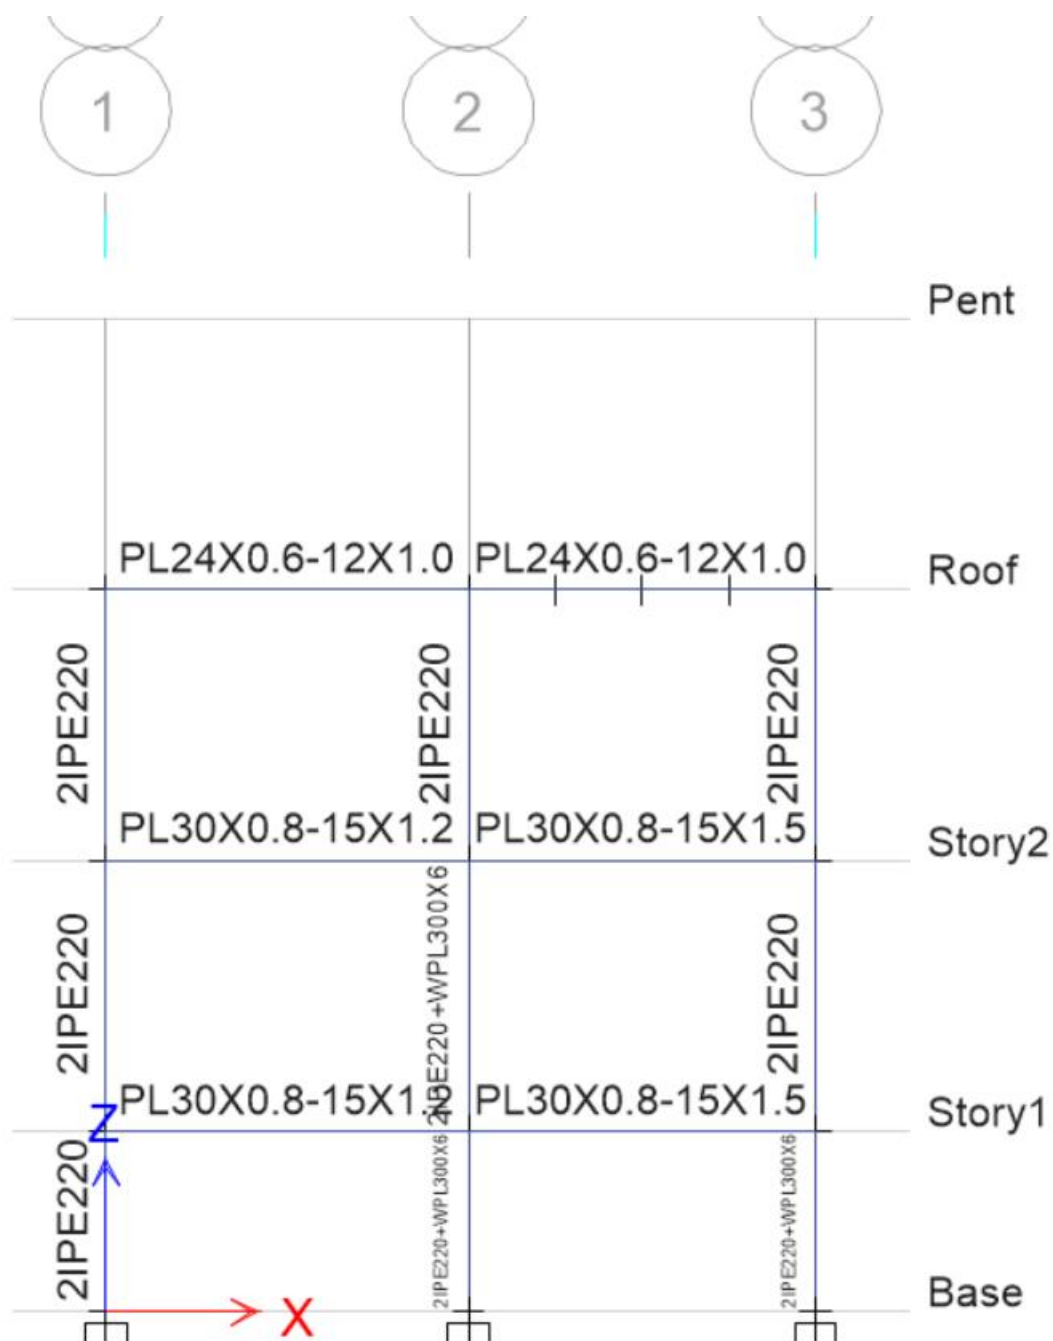 1 2 3
Pent
PL24X0.6-12X1.0 PL24X0.6-12X1.0 Roof
2IPE220 2IPE220 2IPE220
PL30X0.8-15X1.2 PL30X0.8-15X1.5 Story2
2IPE220 2IPE220+WPL300X6 2IPE220
PL30X0.8-15X1.2 PL30X0.8-15X1.5 Story1
Z
2IPE220 2IPE220+WPL300X6 2IPE220+WPL300X6
X Base